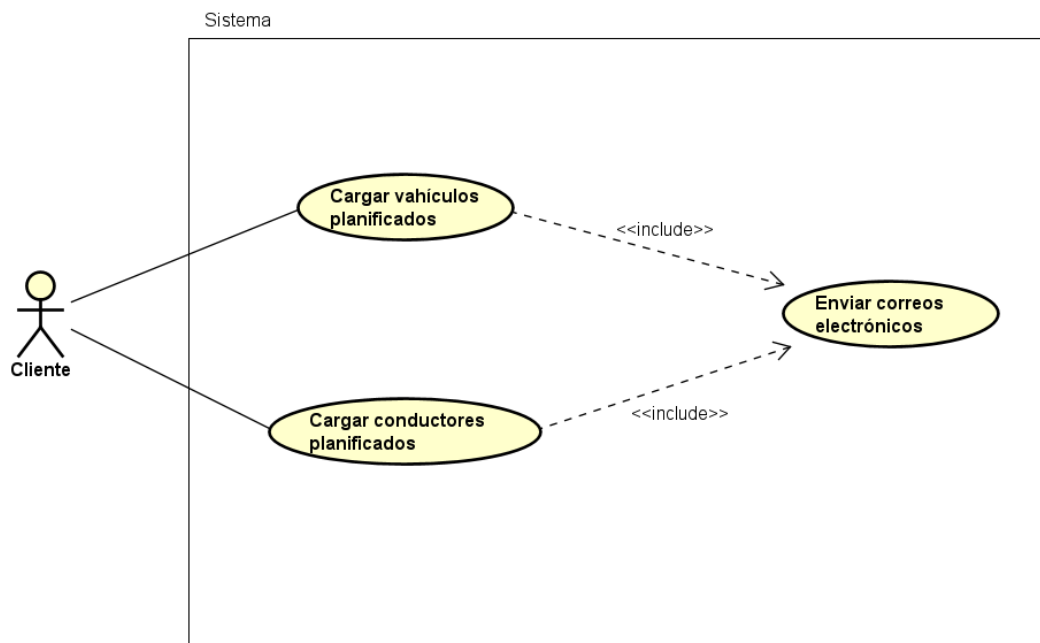 Sistema
Cargar vahículos
planificados
<<include>>
Enviar correos
electrónicos
Cliente
Cargar conductores
planificados
<<include>>